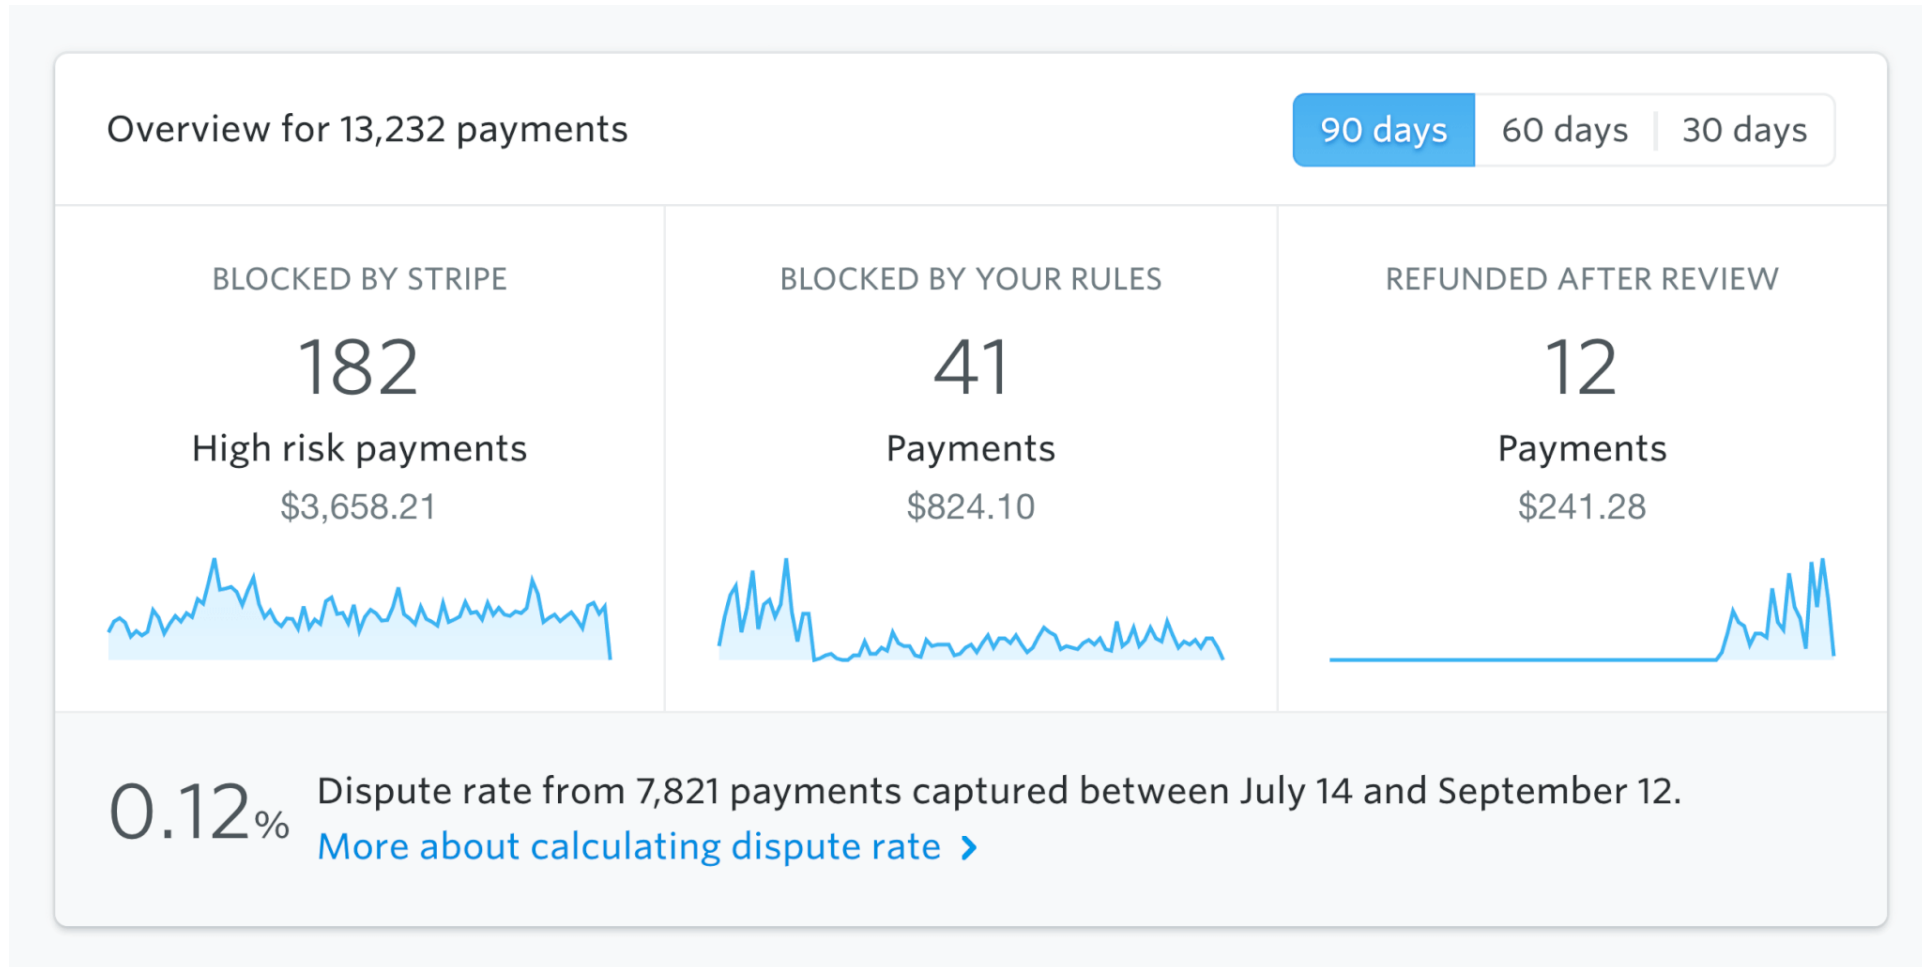 Overview for 13,232 payments
90 days
60 days
30 days
BLOCKED BY STRIPE
182
High risk payments
$3,658.21
BLOCKED BY YOUR RULES
41
Payments
$824.10
REFUNDED AFTER REVIEW
12
Payments
$241.28
0.12%
Dispute rate from 7,821 payments captured between July 14 and September 12.
More about calculating dispute rate